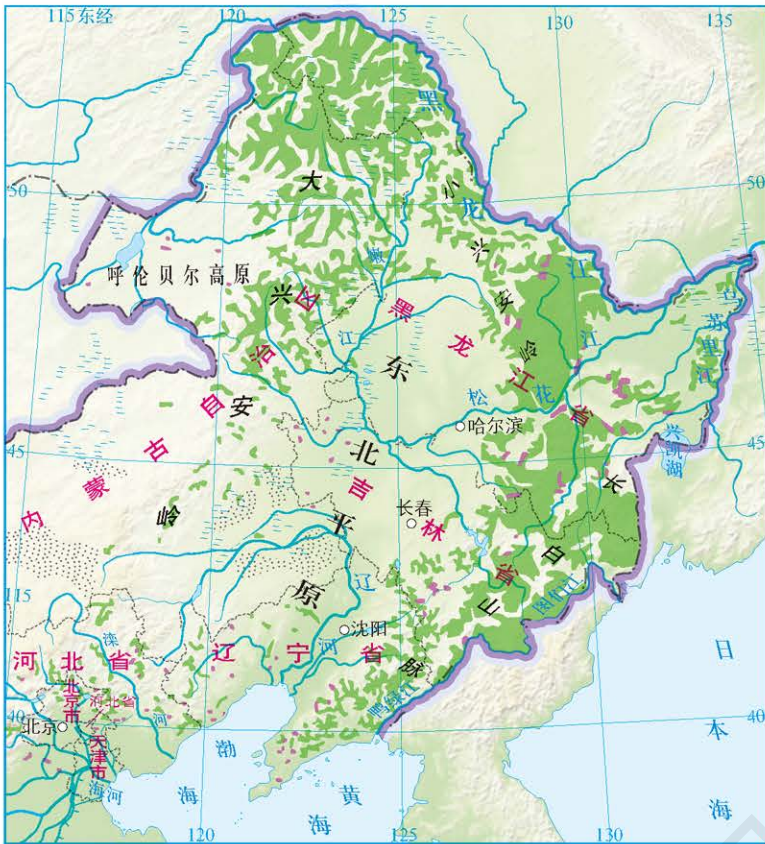 115 东经
120
125
130
135
黑
龙
江
50
50
大
兴
安
岭
小
兴
安
岭
呼伦贝尔高原
嫩
江
内蒙古自治区
黑龙江省
乌苏里江
松
花
江
哈尔滨
兴凯湖
45
45
东
北
平
原
吉林省
长春
长
白
山
脉
图们江
115
辽
河
沈阳
辽宁省
滦
河
河北省
北京市
河北省
北京
天津市
海河
鸭绿江
40
40
渤
海
黄
海
日
本
海
120
125
130